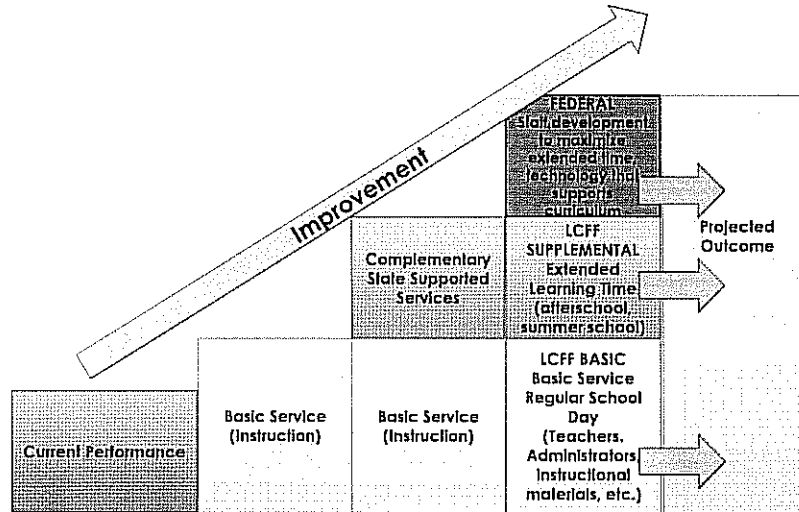 Improvement
FEDERAL
Staff development
to maximize
extended time,
technology that
supports
curriculum
Projected
Outcome
Complementary
State Supported
Services
LCFF
SUPPLEMENTAL
Extended
Learning Time
(afterschool,
summer school)
Current Performance
Basic Service
(Instruction)
Basic Service
(Instruction)
LCFF BASIC
Basic Service
Regular School
Day
(Teachers,
Administrators,
Instructional
materials, etc.)